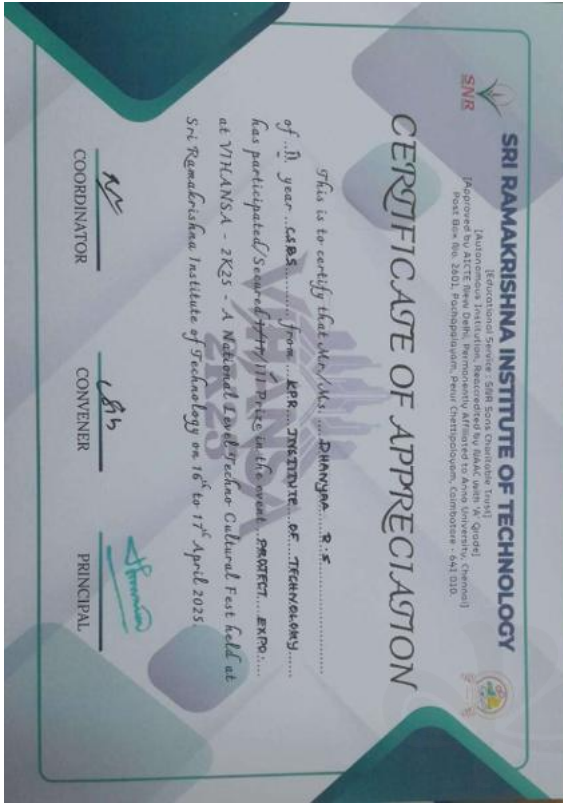 SNR
SRI RAMAKRISHNA INSTITUTE OF TECHNOLOGY
[Educational Service : SNR Sons Charitable Trust]
[Autonomous Institution, Reaccredited by NAAC with 'A' Grade]
[Approved by AICTE New Delhi, Permanently Affiliated to Anna University, Chennai]
Post Box No. 2601, Pachapalayam, Perur Chettipalayam, Coimbatore - 641 010.
CERTIFICATE OF APPRECIATION
This is to certify that Mr/Ms. DHANYAA R.S
of II year CSBS from KPR INSTITUTE OF TECHNOLOGY
has participated/Secured I/II/III Prize in the event PROJECT EXPO
at VIHANSA - 2K25 - A National Level Techno Cultural Fest held at
Sri Ramakrishna Institute of Technology on 16th to 17th April 2025.
VIHANSA
2K25
COORDINATOR
CONVENER
PRINCIPAL